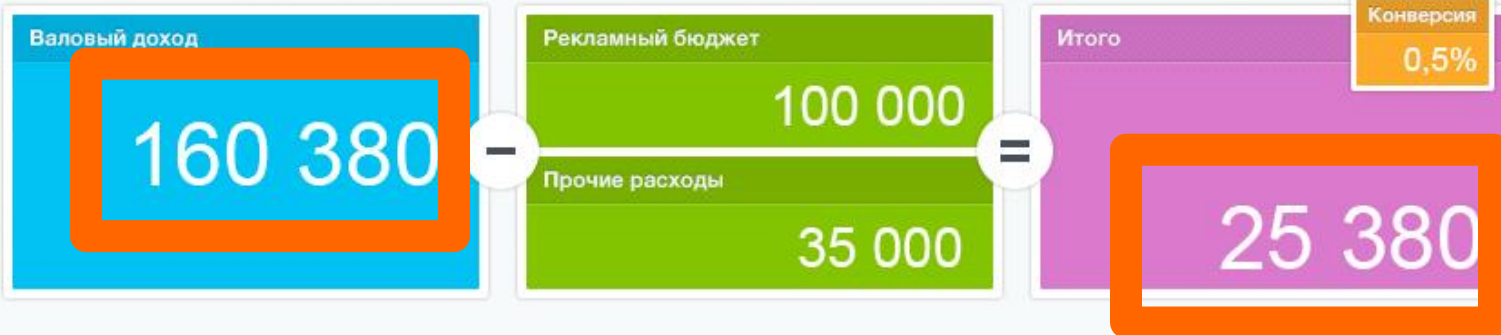 Валовый доход
160 380
−
Рекламный бюджет
100 000
Прочие расходы
35 000
=
Итого
Конверсия
0,5%
25 380